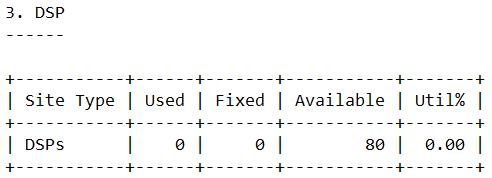 3. DSP
------

+-----------+------+-------+-----------+-------+
| Site Type | Used | Fixed | Available | Util% |
+-----------+------+-------+-----------+-------+
| DSPs      |    0 |     0 |        80 |  0.00 |
+-----------+------+-------+-----------+-------+